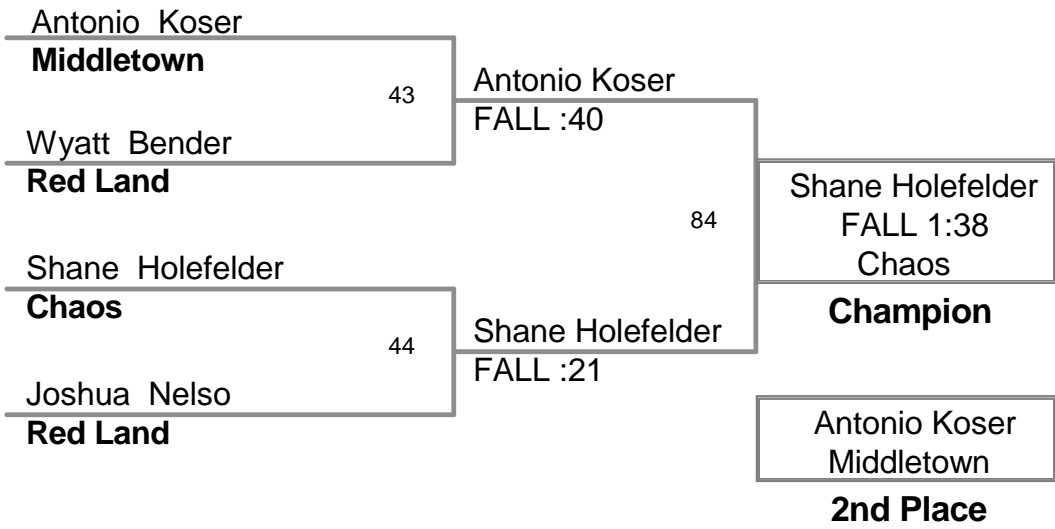 Antonio Koser
Middletown
43
Wyatt Bender
Red Land
Antonio Koser
FALL :40
Shane Holefelder
Chaos
44
Joshua Nelso
Red Land
Shane Holefelder
FALL :21
84
Shane Holefelder
FALL 1:38
Chaos
Champion
Antonio Koser
Middletown
2nd Place